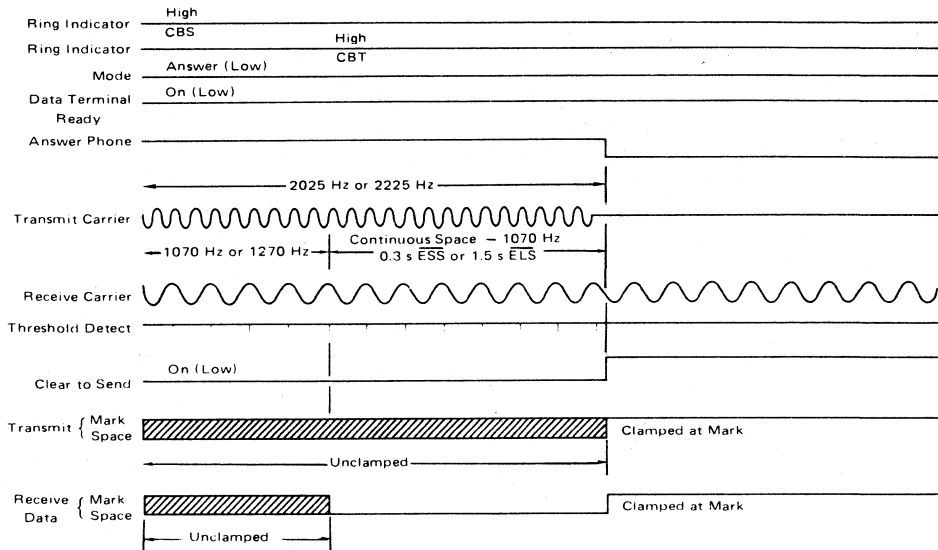 Ring Indicator High
CBS
Ring Indicator High
CBT
Mode Answer (Low)
Data Terminal On (Low)
Ready
Answer Phone
2025 Hz or 2225 Hz
Transmit Carrier
Continuous Space – 1070 Hz
1070 Hz or 1270 Hz 0.3 s ESS or 1.5 s ELS
Receive Carrier
Threshold Detect
On (Low)
Clear to Send
Transmit { Mark
Space
Clamped at Mark
Unclamped
Receive { Mark
Data Space
Clamped at Mark
Unclamped